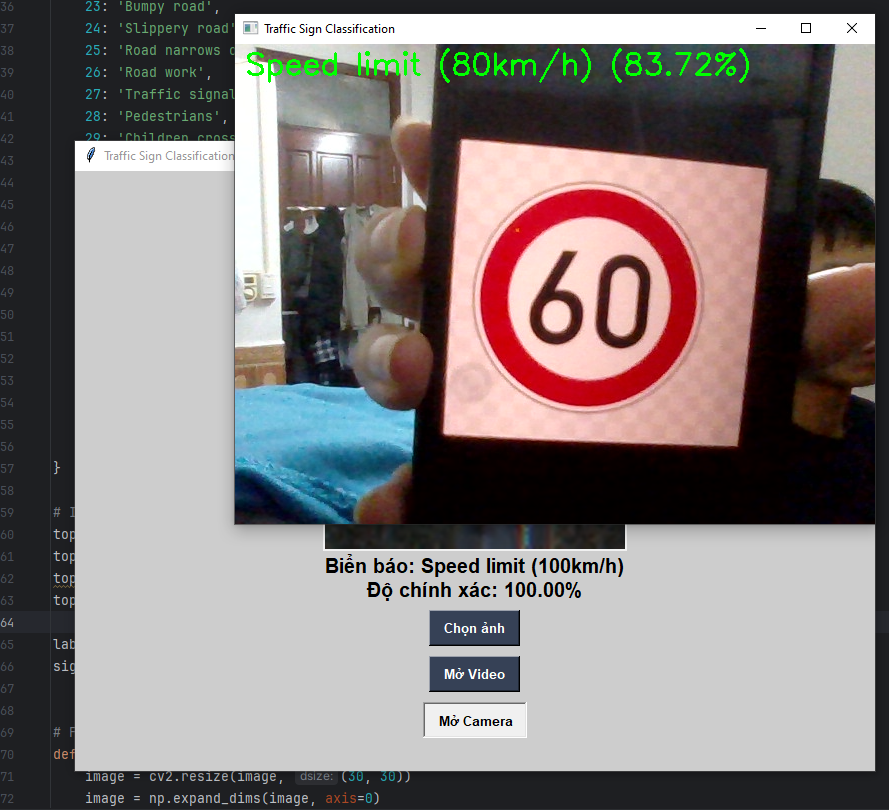 36 23: 'Bumpy road',
37 24: 'Slippery road'
38 25: 'Road narrows
39 26: 'Road work',
40 27: 'Traffic signal
41 28: 'Pedestrians',
42 29: 'Children cross
Traffic Sign Classification
Speed limit (80km/h) (83.72%)
60
43
Traffic Sign Classification
44
45
46
47
48
49
50
51
52
53
54
55
56
57 }
58
59 # I
60 top
61 top
62 top
63 top
64
65 lab
66 sig
67
68
69 # F
70 def
Biển báo: Speed limit (100km/h)
Độ chính xác: 100.00%
Chọn ảnh
Mở Video
Mở Camera
71 image = cv2.resize(image, dsize: (30, 30))
72 image = np.expand_dims(image, axis=0)